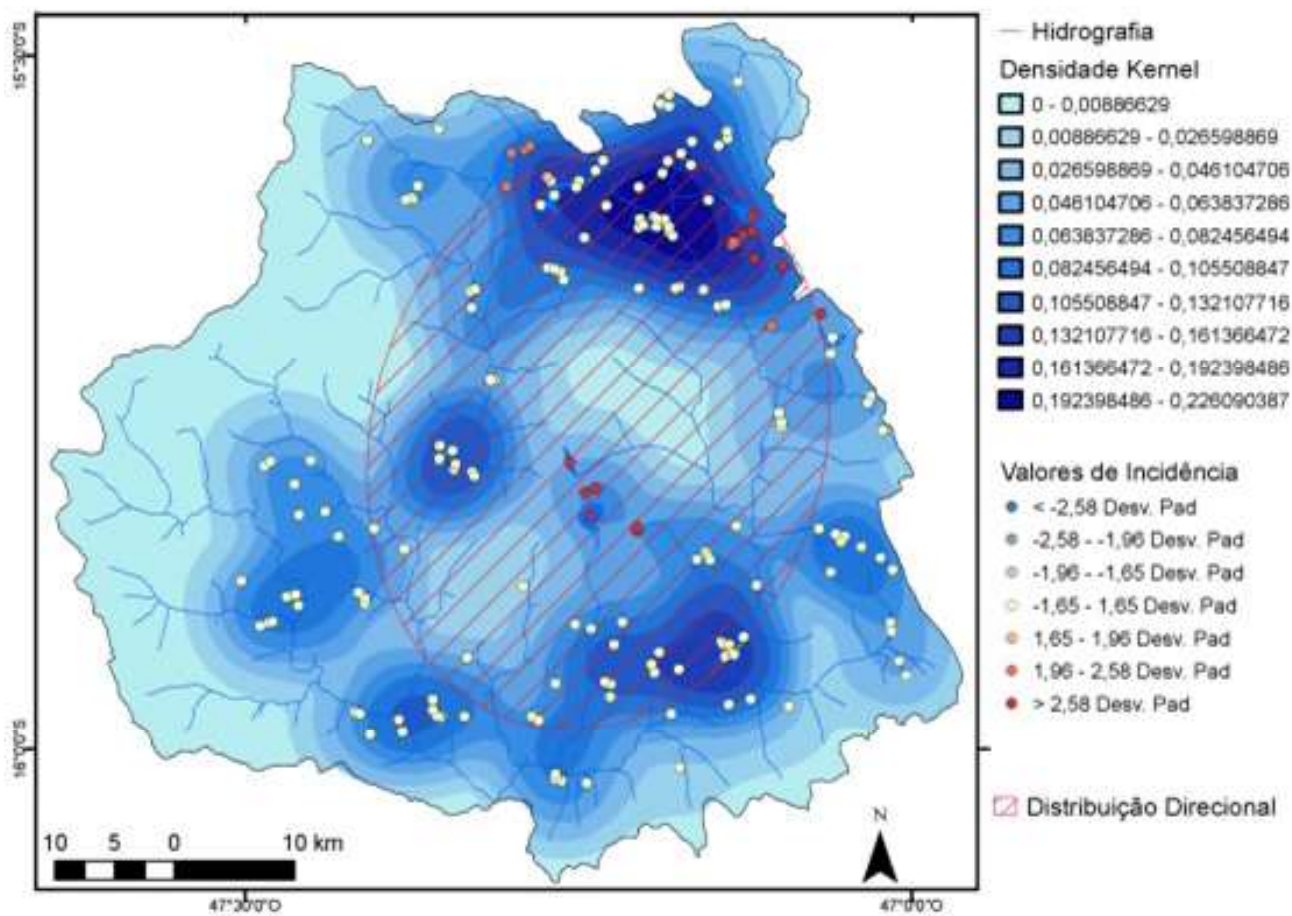 15°30'0"S
16°0'0"S
47°30'0"O
47°0'0"O
10 5 0 10 km
N
Hidrografia
Densidade Kernel
0 - 0,00886629
0,00886629 - 0,026598869
0,026598869 - 0,046104706
0,046104706 - 0,063837286
0,063837286 - 0,082456494
0,082456494 - 0,105508847
0,105508847 - 0,132107716
0,132107716 - 0,161366472
0,161366472 - 0,192398486
0,192398486 - 0,226090387
Valores de Incidência
< -2,58 Desv. Pad
-2,58 - -1,96 Desv. Pad
-1,96 - -1,65 Desv. Pad
-1,65 - 1,65 Desv. Pad
1,65 - 1,96 Desv. Pad
1,96 - 2,58 Desv. Pad
> 2,58 Desv. Pad
Distribuição Direcional